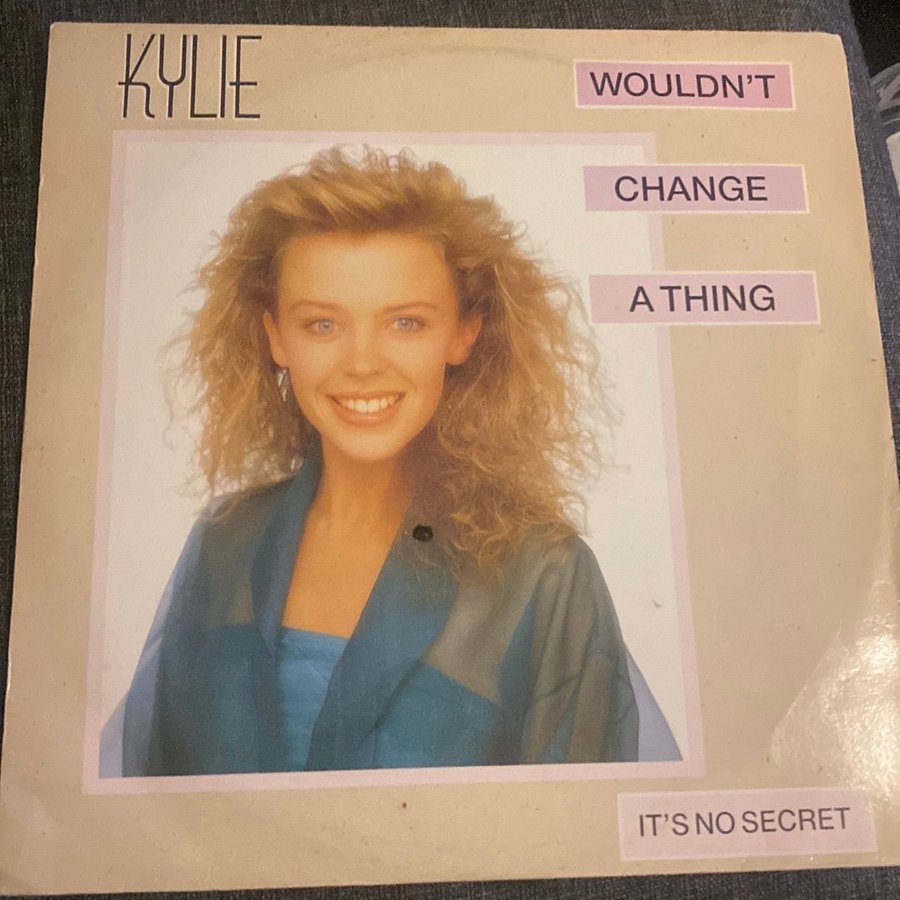 KYLIE
WOULDN'T
CHANGE
A THING
IT'S NO SECRET